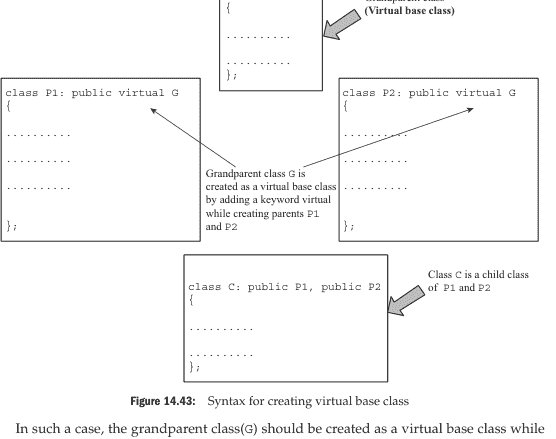 (Virtual base class)
{
..........
..........
};
class P1: public virtual G
{
..........
..........
..........
};
class P2: public virtual G
{
..........
..........
..........
};
Grandparent class G is
created as a virtual base class
by adding a keyword virtual
while creating parents P1
and P2
class C: public P1, public P2
{
..........
..........
};
Class C is a child class
of P1 and P2
Figure 14.43: Syntax for creating virtual base class
In such a case, the grandparent class(G) should be created as a virtual base class while